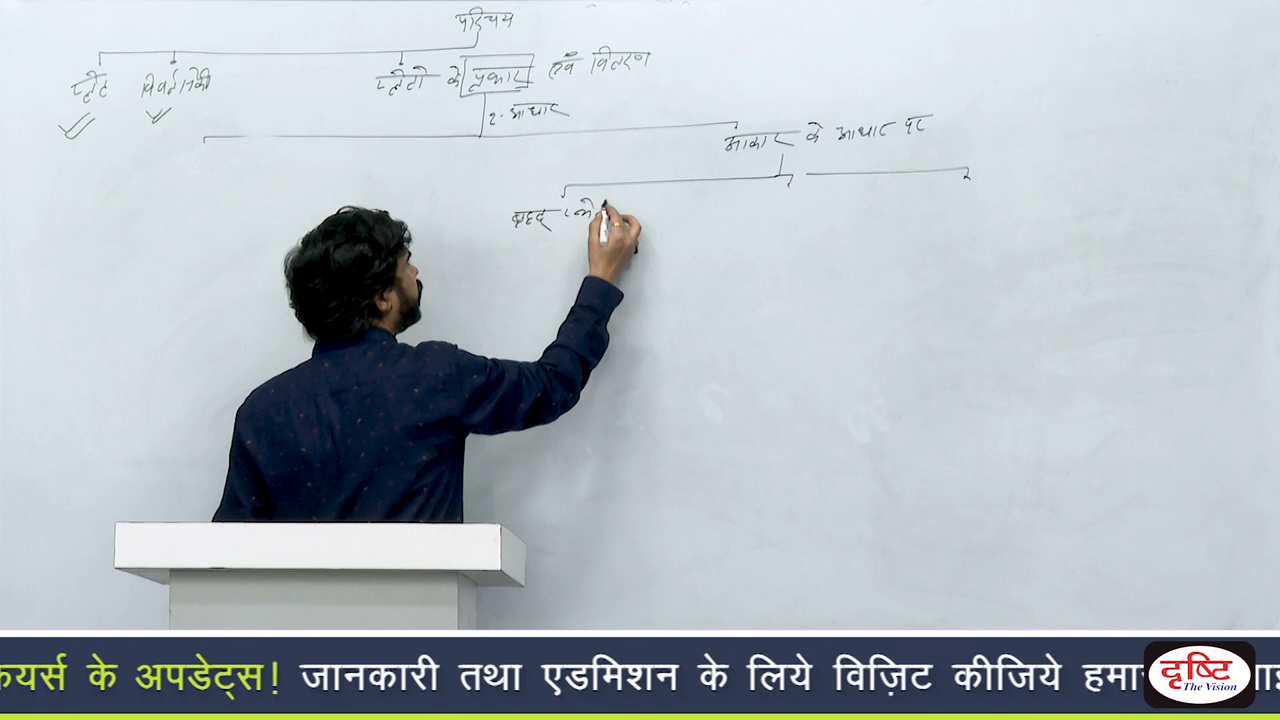 परिचय
प्लेट विवर्तनिकी प्लेटो के प्रकार एवं वितरण
2-आधार
आकार के आधार पर
बृहद प्ले
कयर्स के अपडेट्स! जानकारी तथा एडमिशन के लिये विज़िट कीजिये हमा
दृष्टि
The Vision